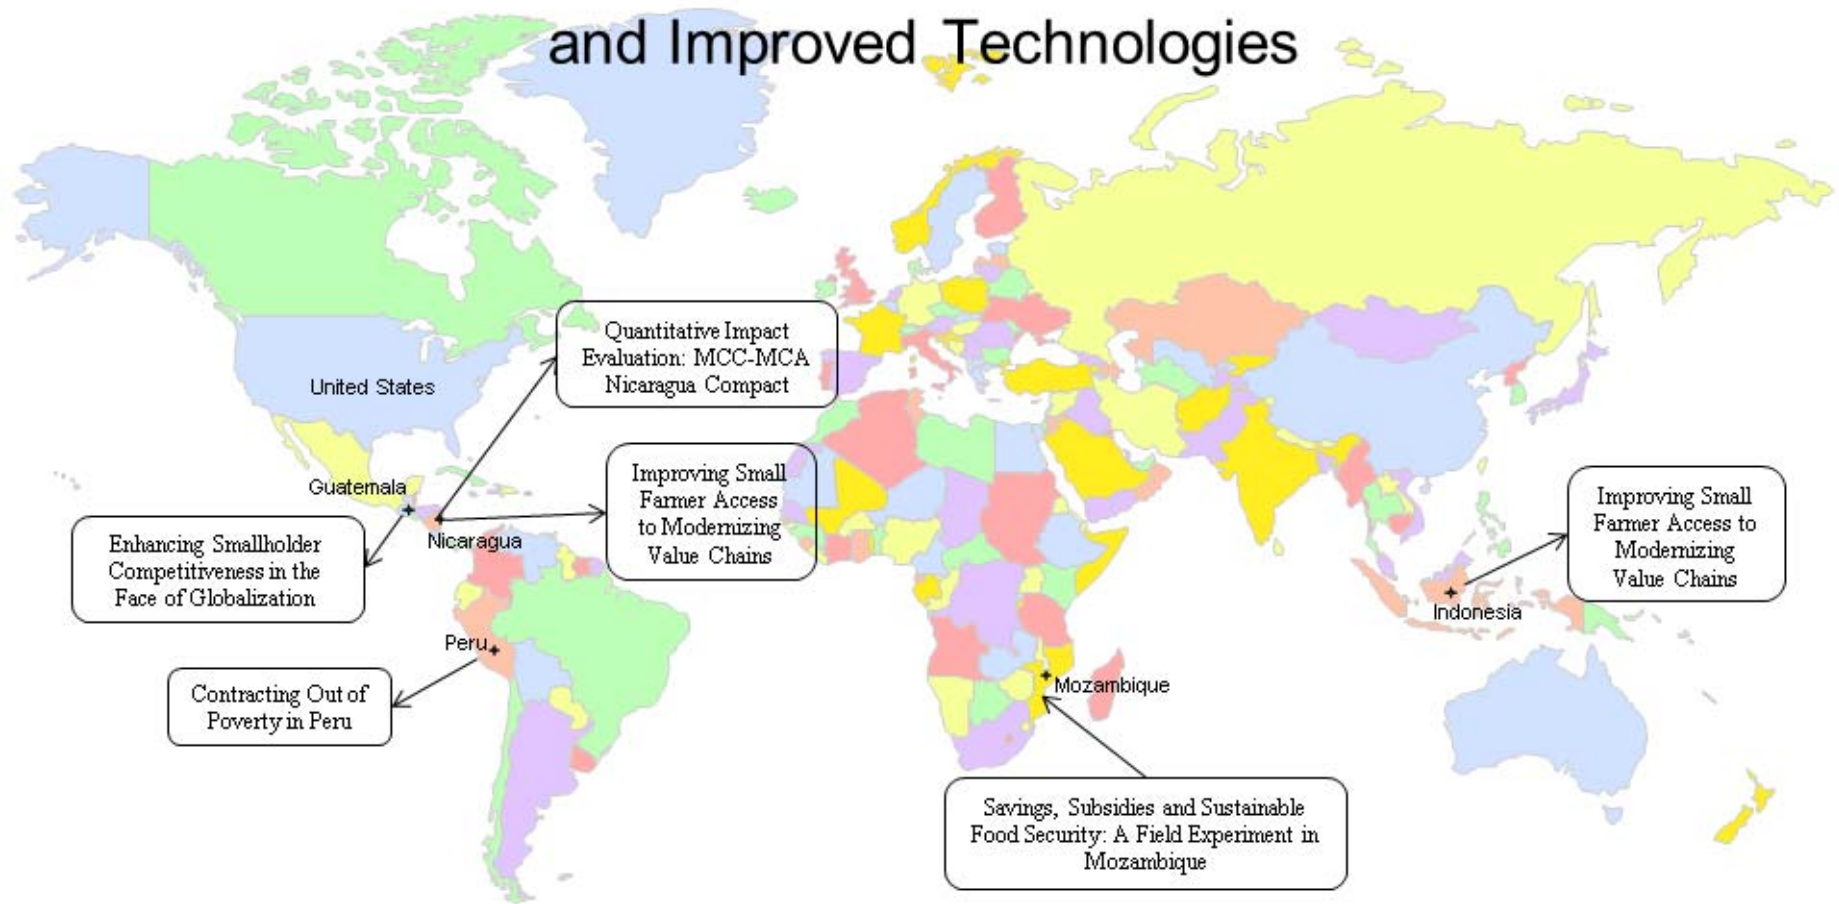 and Improved Technologies
Quantitative Impact
Evaluation: MCC-MCA
Nicaragua Compact
United States
Improving Small
Farmer Access
to Modernizing
Value Chains
Guatemala
Nicaragua
Enhancing Smallholder
Competitiveness in the
Face of Globalization
Improving Small
Farmer Access to
Modernizing
Value Chains
Indonesia
Peru
Contracting Out of
Poverty in Peru
Mozambique
Savings, Subsidies and Sustainable
Food Security: A Field Experiment in
Mozambique